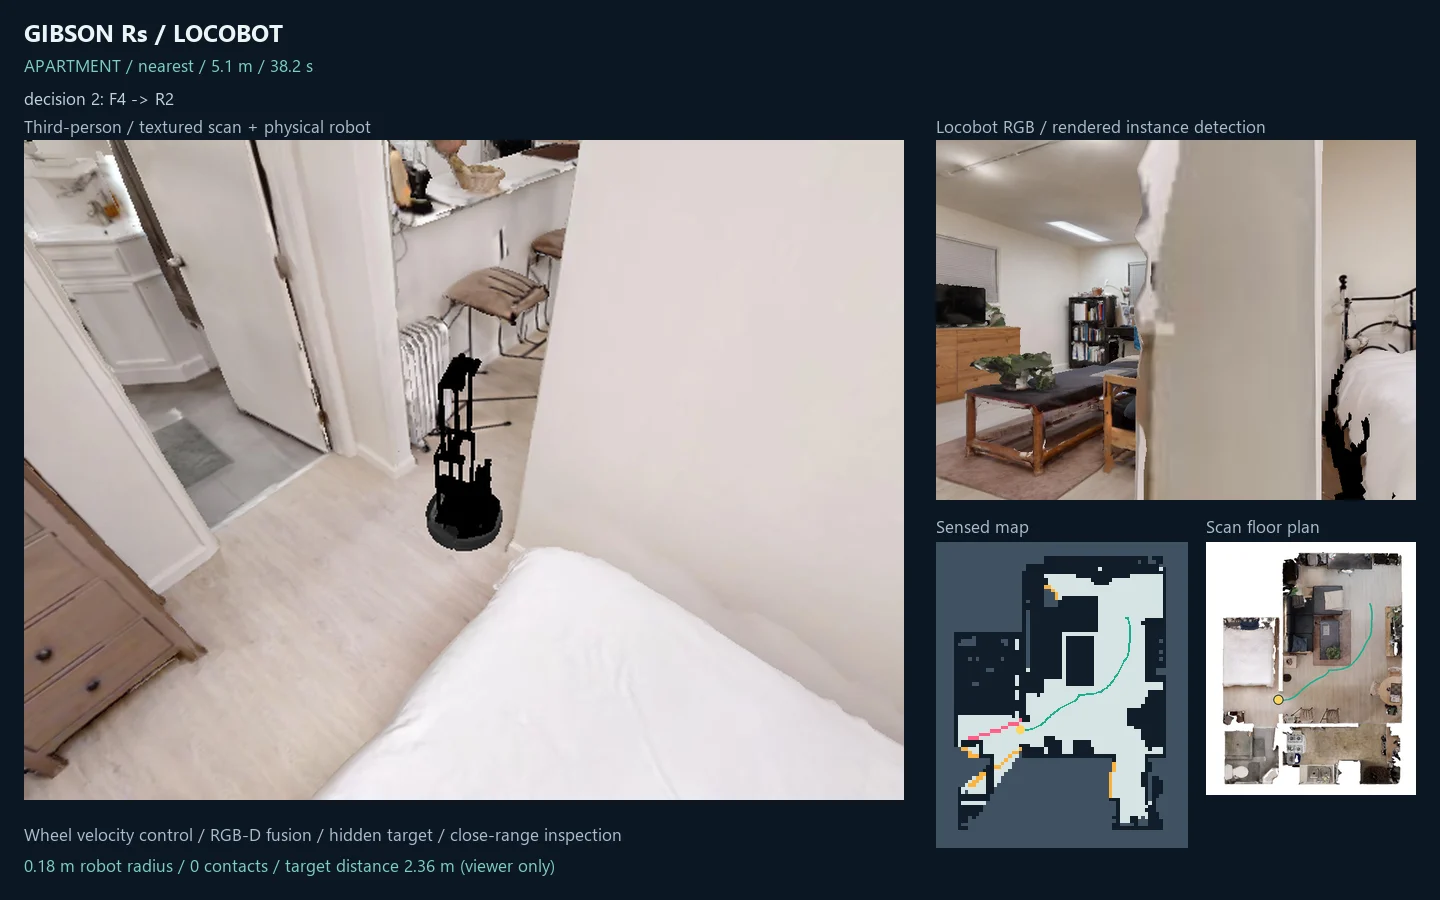 GIBSON Rs / LOCOBOT
APARTMENT / nearest / 5.1 m / 38.2 s
decision 2: F4 -> R2
Third-person / textured scan + physical robot
Locobot RGB / rendered instance detection
Sensed map
Scan floor plan
Wheel velocity control / RGB-D fusion / hidden target / close-range inspection
0.18 m robot radius / 0 contacts / target distance 2.36 m (viewer only)